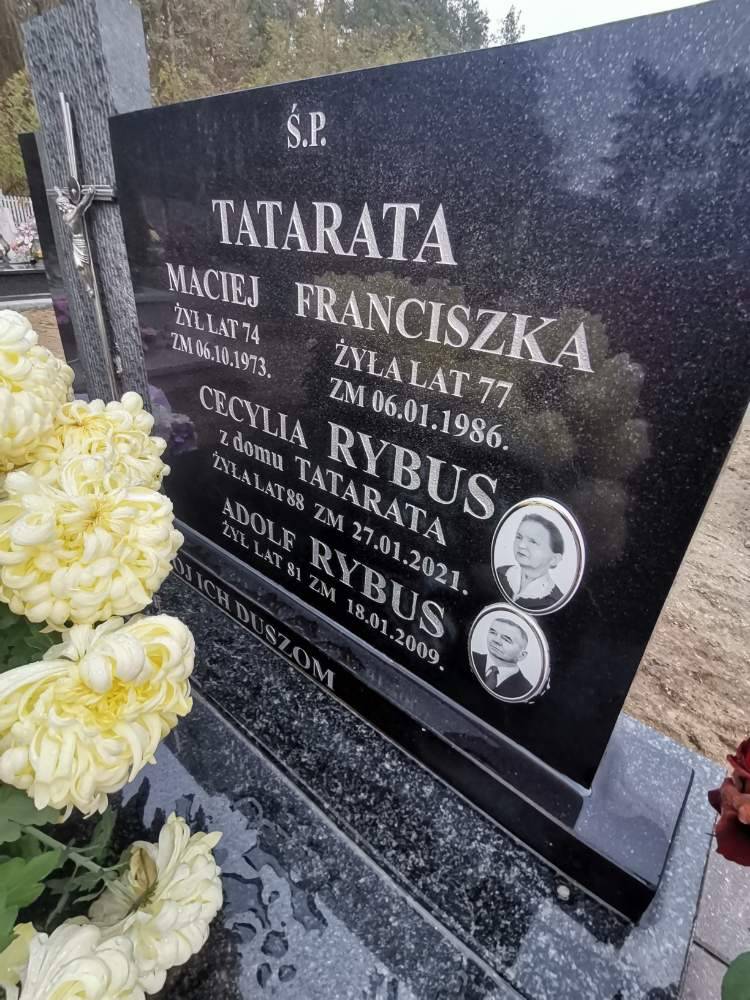 Ś.P.
TATARATA
MACIEJ FRANCISZKA
ŻYŁ LAT 74
ZM 06.10.1973.
ŻYŁA LAT 77
ZM 06.01.1986.
CECYLIA RYBUS
z domu TATARATA
ŻYŁA LAT 88 ZM 27.01.2021.
ADOLF RYBUS
ŻYŁ LAT 81 ZM 18.01.2009.
ICH DUSZOM